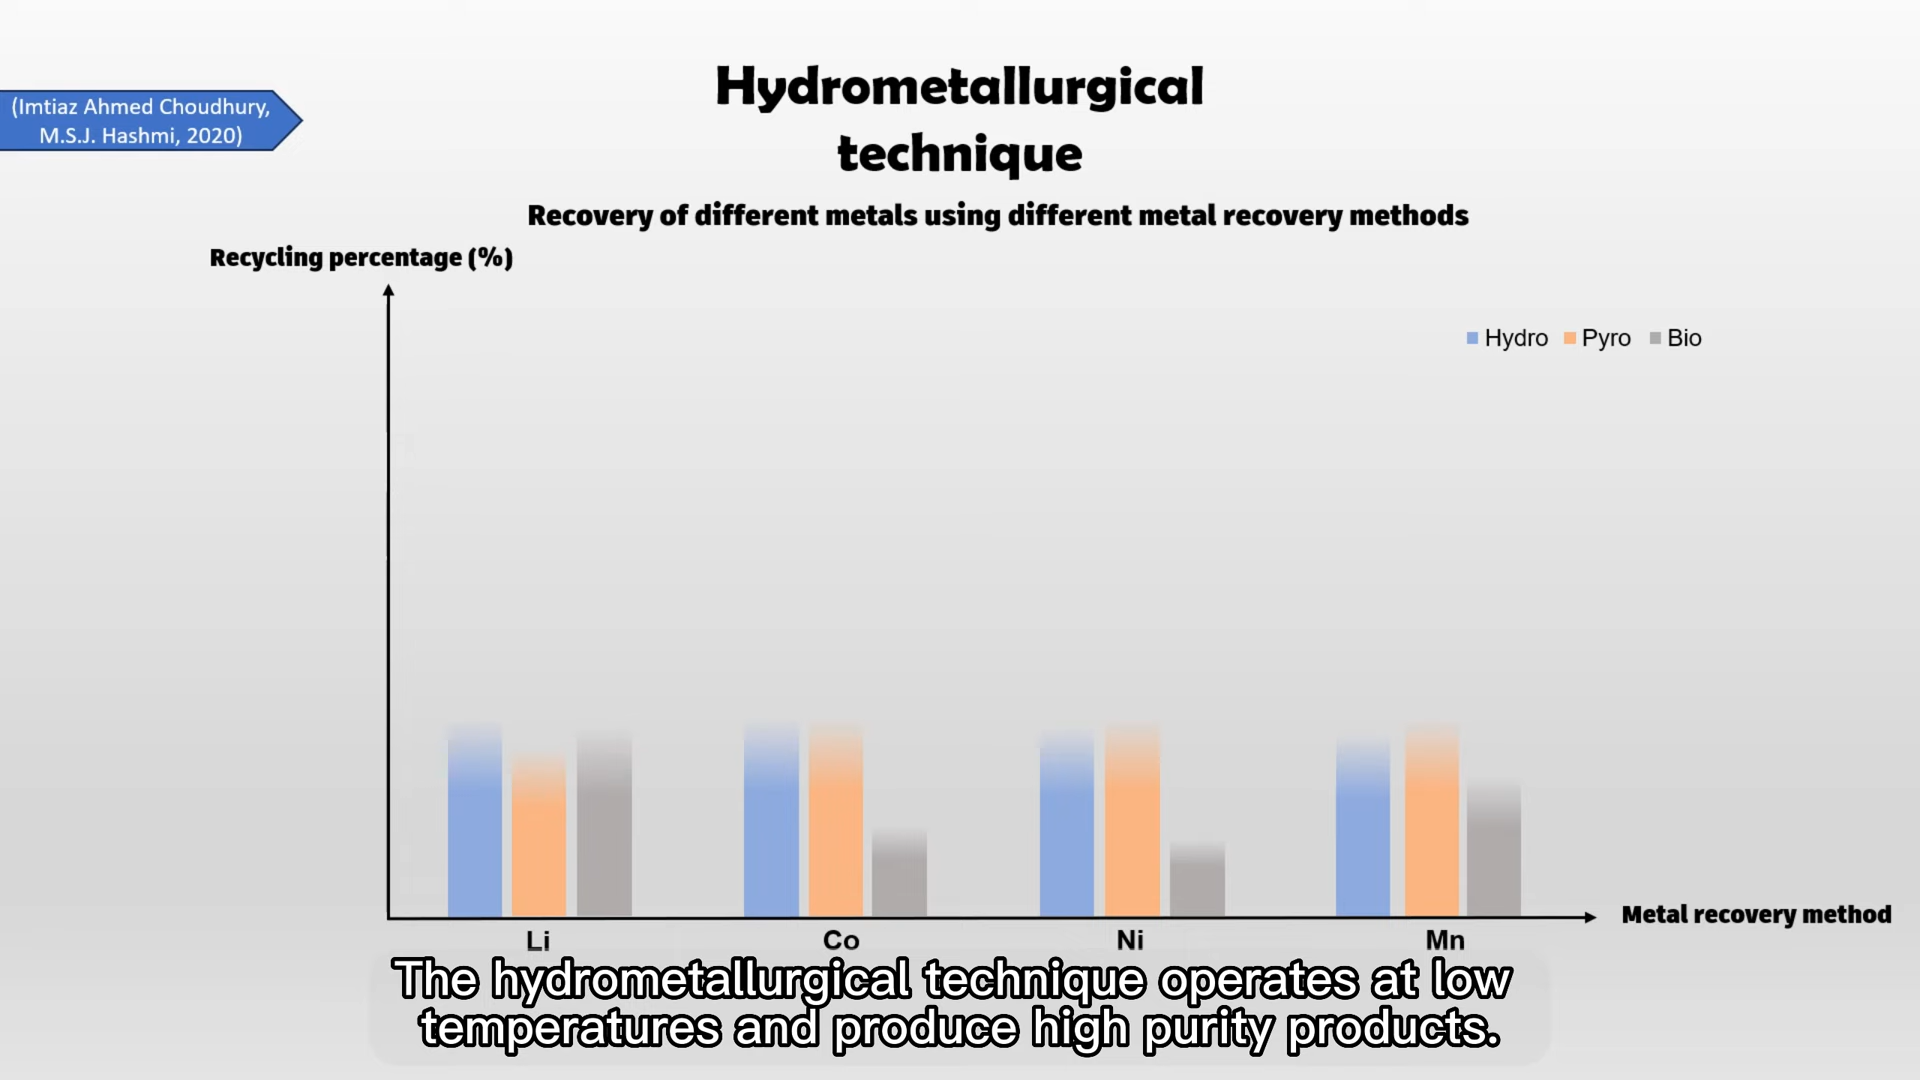 Hydrometallurgical
technique
(Imtiaz Ahmed Choudhury,
M.S.J. Hashmi, 2020)
Recovery of different metals using different metal recovery methods
Recycling percentage (%)
Hydro Pyro Bio
Metal recovery method
Li Co Ni Mn
The hydrometallurgical technique operates at low
temperatures and produce high purity products.